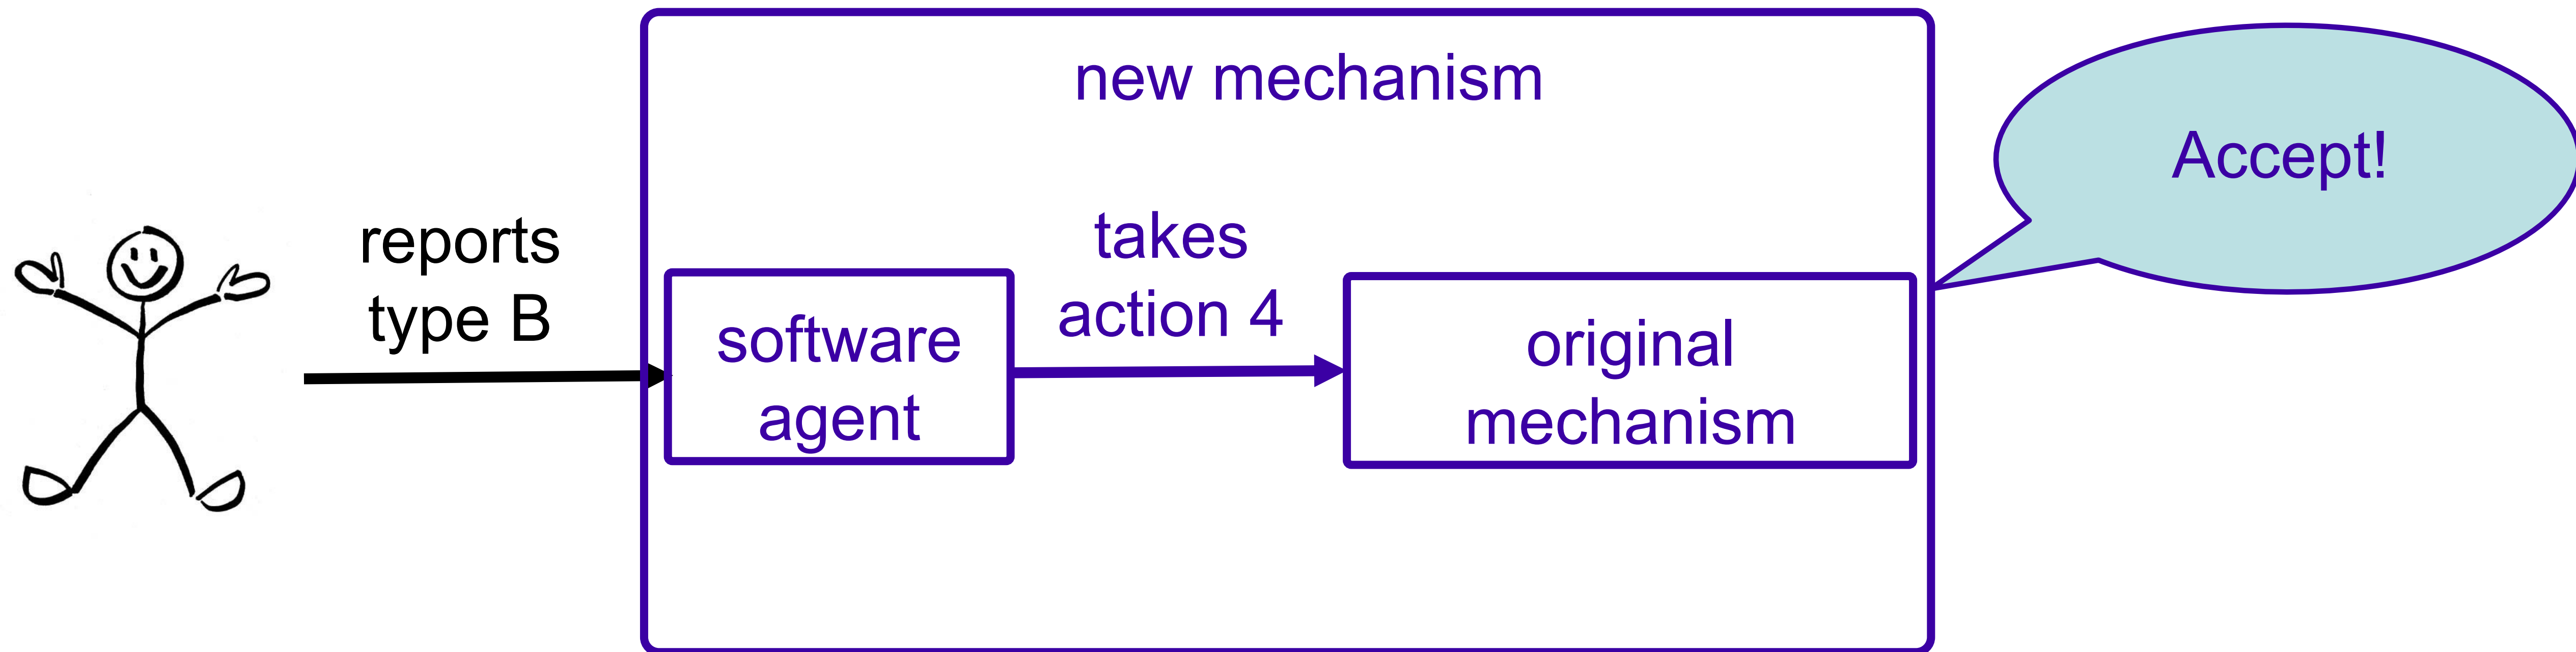 new mechanism
Accept!
reports
type B
takes
action 4
software
agent
original
mechanism